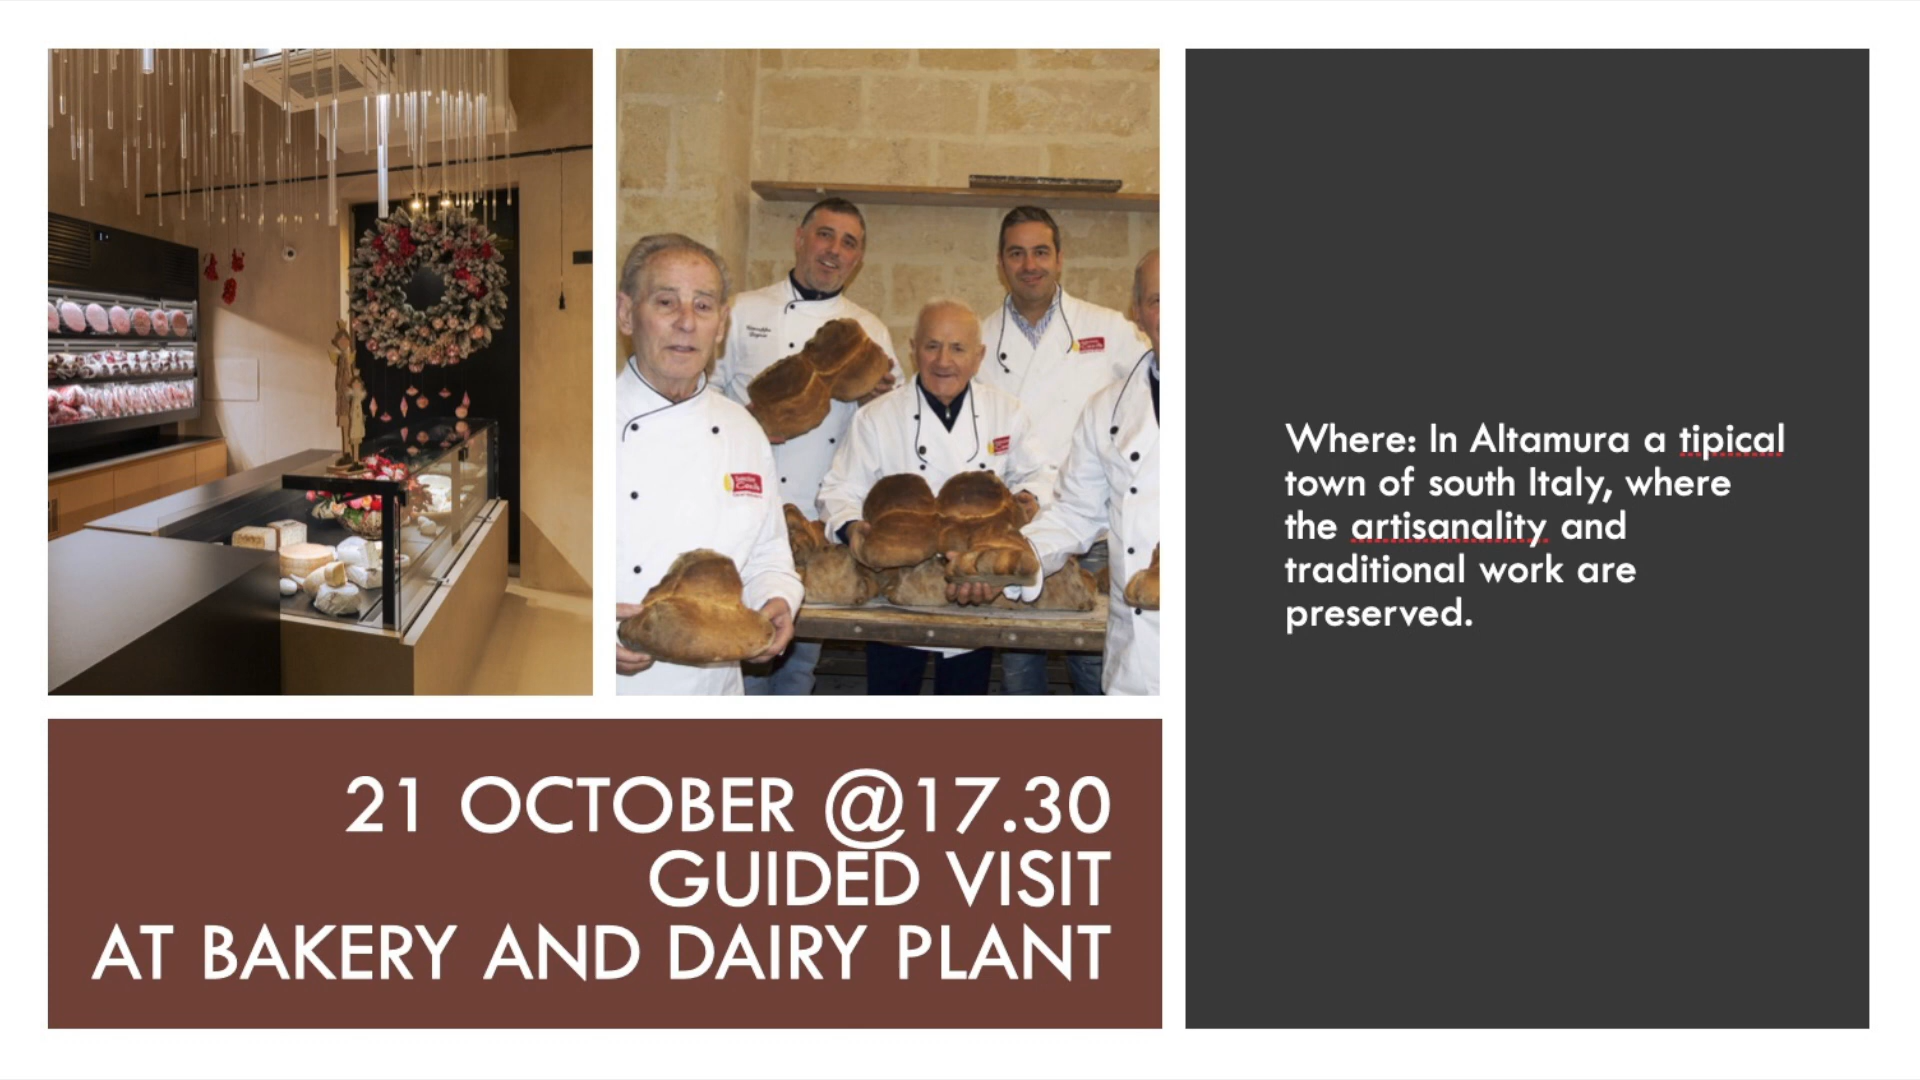 21 OCTOBER @17.30
GUIDED VISIT
AT BAKERY AND DAIRY PLANT
Where: In Altamura a tipical
town of south Italy, where
the artisanality and
traditional work are
preserved.